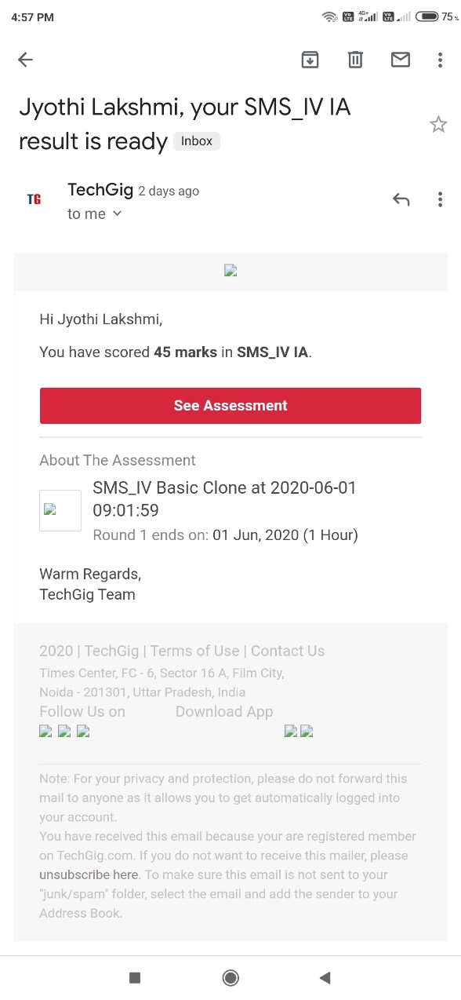 4:57 PM
Vo LTE 4G+ Vo LTE 75%
Jyothi Lakshmi, your SMS_IV IA
result is ready Inbox
TG TechGig 2 days ago
to me
Hi Jyothi Lakshmi,
You have scored 45 marks in SMS_IV IA.
See Assessment
About The Assessment
SMS_IV Basic Clone at 2020-06-01
09:01:59
Round 1 ends on: 01 Jun, 2020 (1 Hour)
Warm Regards,
TechGig Team
2020 | TechGig | Terms of Use | Contact Us
Times Center, FC - 6, Sector 16 A, Film City,
Noida - 201301, Uttar Pradesh, India
Follow Us on Download App
Note: For your privacy and protection, please do not forward this
mail to anyone as it allows you to get automatically logged into
your account.
You have received this email because your are registered member
on TechGig.com. If you do not want to receive this mailer, please
unsubscribe here. To make sure this email is not sent to your
"junk/spam" folder, select the email and add the sender to your
Address Book.